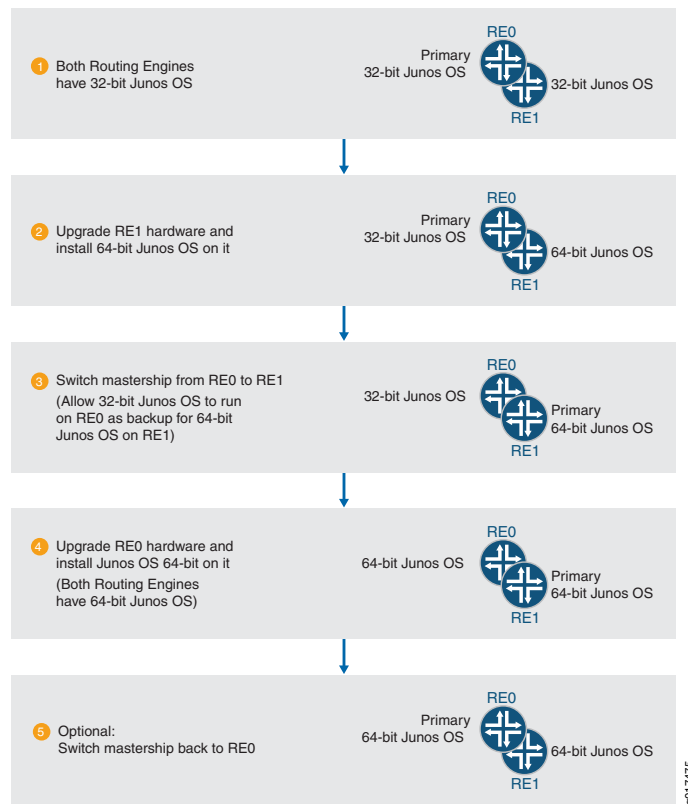 1 Both Routing Engines
have 32-bit Junos OS
RE0
Primary
32-bit Junos OS
32-bit Junos OS
RE1
2 Upgrade RE1 hardware and
install 64-bit Junos OS on it
RE0
Primary
32-bit Junos OS
64-bit Junos OS
RE1
3 Switch mastership from RE0 to RE1
(Allow 32-bit Junos OS to run
on RE0 as backup for 64-bit
Junos OS on RE1)
RE0
32-bit Junos OS
Primary
64-bit Junos OS
RE1
4 Upgrade RE0 hardware and
install Junos OS 64-bit on it
(Both Routing Engines
have 64-bit Junos OS)
RE0
64-bit Junos OS
Primary
64-bit Junos OS
RE1
5 Optional:
Switch mastership back to RE0
RE0
Primary
64-bit Junos OS
64-bit Junos OS
RE1